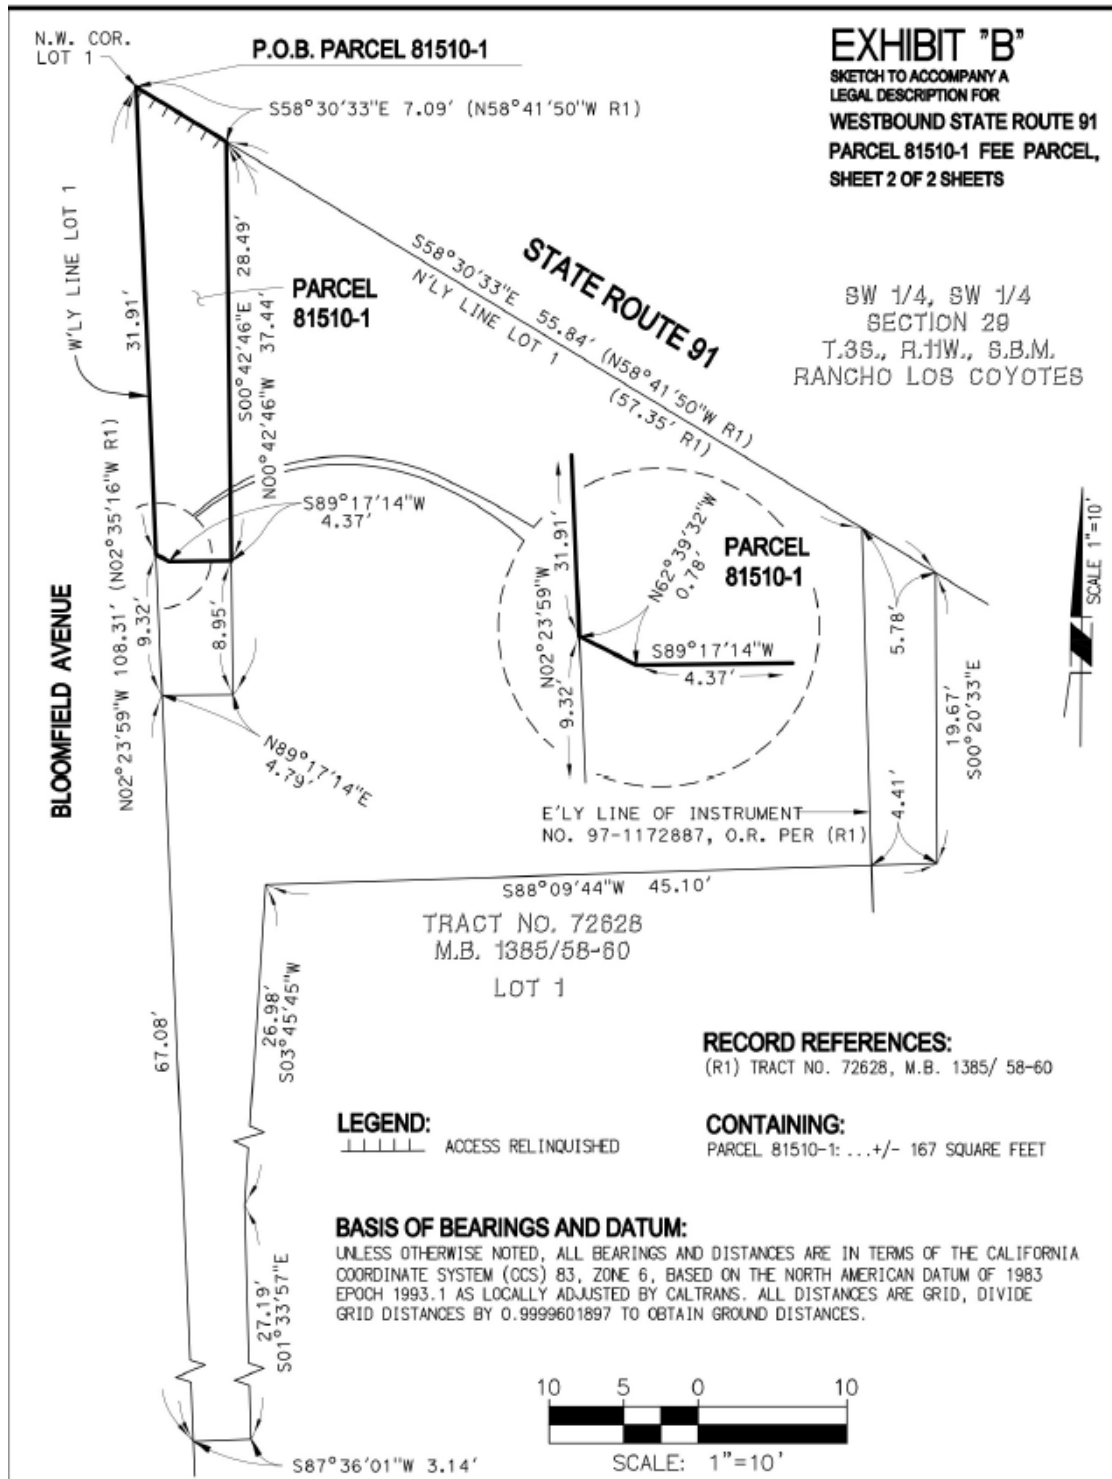 N.W. COR.
LOT 1
P.O.B. PARCEL 81510-1
EXHIBIT "B"
SKETCH TO ACCOMPANY A
LEGAL DESCRIPTION FOR
WESTBOUND STATE ROUTE 91
PARCEL 81510-1 FEE PARCEL,
SHEET 2 OF 2 SHEETS
S58°30'33"E 7.09' (N58°41'50"W R1)
W'LY LINE LOT 1
31.91'
S00°42'46"E 28.49'
N00°42'46"W 37.44'
PARCEL
81510-1
STATE ROUTE 91
S58°30'33"E 55.84' (N58°41'50"W R1)
N'LY LINE LOT 1
(57.35' R1)
SW 1/4, SW 1/4
SECTION 29
T.3S., R.11W., S.B.M.
RANCHO LOS COYOTES
S89°17'14"W
4.37'
BLOOMFIELD AVENUE
N02°23'59"W 108.31' (N02°35'16"W R1)
9.32'
8.95'
N89°17'14"E
4.79'
31.91'
N02°23'59"W
9.32'
N62°39'32"W
0.78'
PARCEL
81510-1
S89°17'14"W
4.37'
5.78'
19.67'
S00°20'33"E
4.41'
SCALE 1"=10'
E'LY LINE OF INSTRUMENT
NO. 97-1172887, O.R. PER (R1)
S88°09'44"W 45.10'
TRACT NO. 72628
M.B. 1385/58-60
LOT 1
67.08'
26.98'
S03°45'45"W
RECORD REFERENCES:
(R1) TRACT NO. 72628, M.B. 1385/ 58-60
LEGEND:
ACCESS RELINQUISHED
CONTAINING:
PARCEL 81510-1: ...+/- 167 SQUARE FEET
BASIS OF BEARINGS AND DATUM:
UNLESS OTHERWISE NOTED, ALL BEARINGS AND DISTANCES ARE IN TERMS OF THE CALIFORNIA
COORDINATE SYSTEM (CCS) 83, ZONE 6, BASED ON THE NORTH AMERICAN DATUM OF 1983
EPOCH 1993.1 AS LOCALLY ADJUSTED BY CALTRANS. ALL DISTANCES ARE GRID, DIVIDE
GRID DISTANCES BY 0.9999601897 TO OBTAIN GROUND DISTANCES.
27.19'
S01°33'57"E
S87°36'01"W 3.14'
10 5 0 10
SCALE: 1"=10'